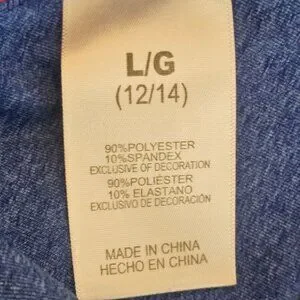 L/G
(12/14)
90%POLYESTER
10%SPANDEX
EXCLUSIVE OF DECORATION
90%POLIÉSTER
10% ELASTANO
EXCLUSIVO DE DECORACIÓN
MADE IN CHINA
HECHO EN CHINA